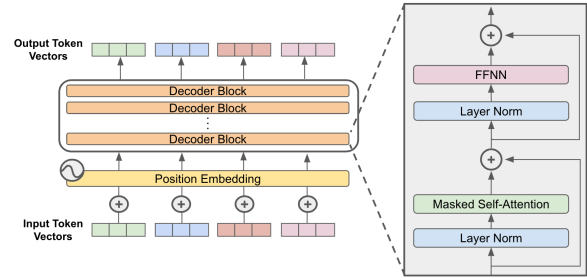 Output Token
Vectors
Decoder Block
Decoder Block
⋮
Decoder Block
Position Embedding
Input Token
Vectors
FFNN
Layer Norm
Masked Self-Attention
Layer Norm